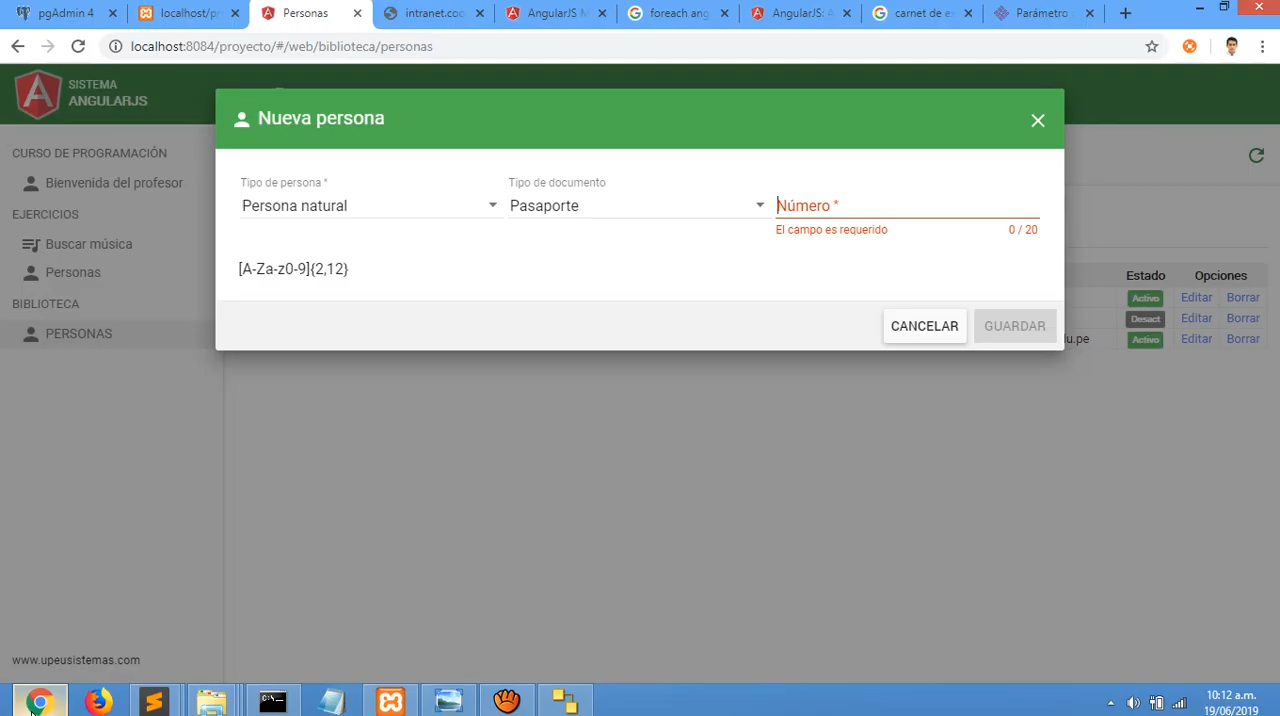 pgAdmin 4
localhost/pr
Personas
intranet.coo
AngularJS M
foreach ang
AngularJS: A
carnet de ex
Parámetro
localhost:8084/proyecto/#/web/biblioteca/personas
SISTEMA
ANGULARJS
CURSO DE PROGRAMACIÓN
Bienvenida del profesor
EJERCICIOS
Buscar música
Personas
BIBLIOTECA
PERSONAS
www.upeusistemas.com
Nueva persona
Tipo de persona *
Tipo de documento
Persona natural
Pasaporte
Número *
El campo es requerido
0 / 20
[A-Za-z0-9]{2,12}
CANCELAR
GUARDAR
Estado
Opciones
Activo
Editar
Borrar
Desact
Editar
Borrar
du.pe
Activo
Editar
Borrar
10:12 a.m.
19/06/2019